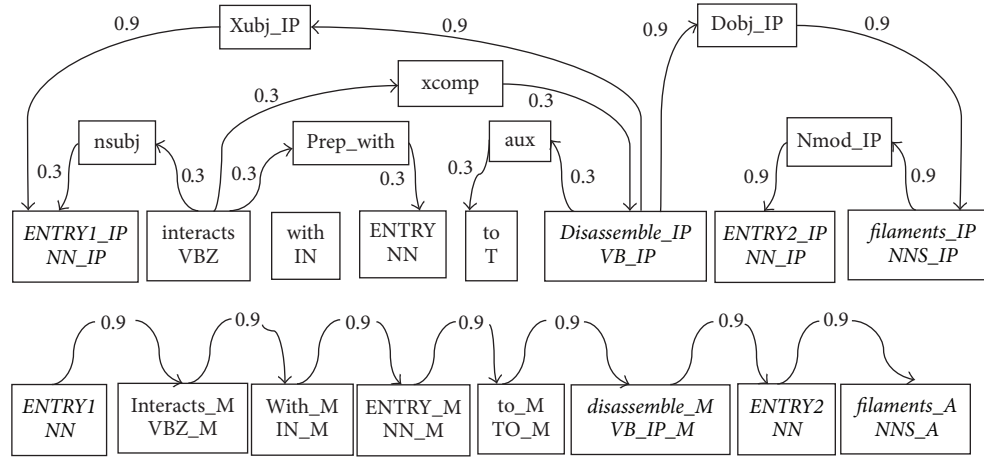 0.9 Xubj_IP 0.9 0.9 Dobj_IP 0.9
0.3 xcomp 0.3
nsubj Prep_with aux Nmod_IP
0.3 0.3 0.3 0.3 0.3 0.3 0.9 0.9
ENTRY1_IP interacts with ENTRY to Disassemble_IP ENTRY2_IP filaments_IP
NN_IP VBZ IN NN T VB_IP NN_IP NNS_IP
0.9 0.9 0.9 0.9 0.9 0.9 0.9
ENTRY1 Interacts_M With_M ENTRY_M to_M disassemble_M ENTRY2 filaments_A
NN VBZ_M IN_M NN_M TO_M VB_IP_M NN NNS_A